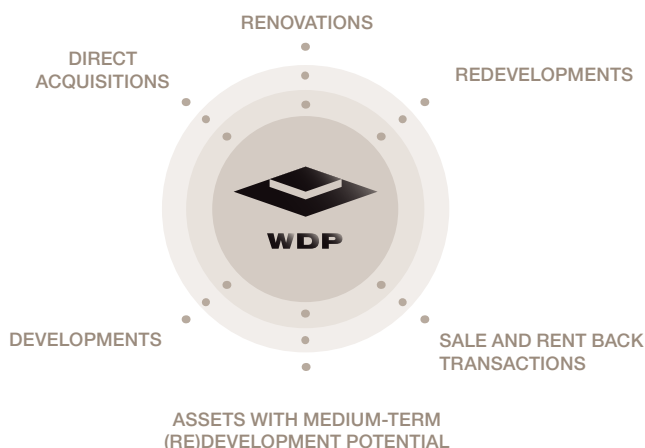 RENOVATIONS
DIRECT
ACQUISITIONS
REDEVELOPMENTS
WDP
DEVELOPMENTS
SALE AND RENT BACK
TRANSACTIONS
ASSETS WITH MEDIUM-TERM
(RE)DEVELOPMENT POTENTIAL